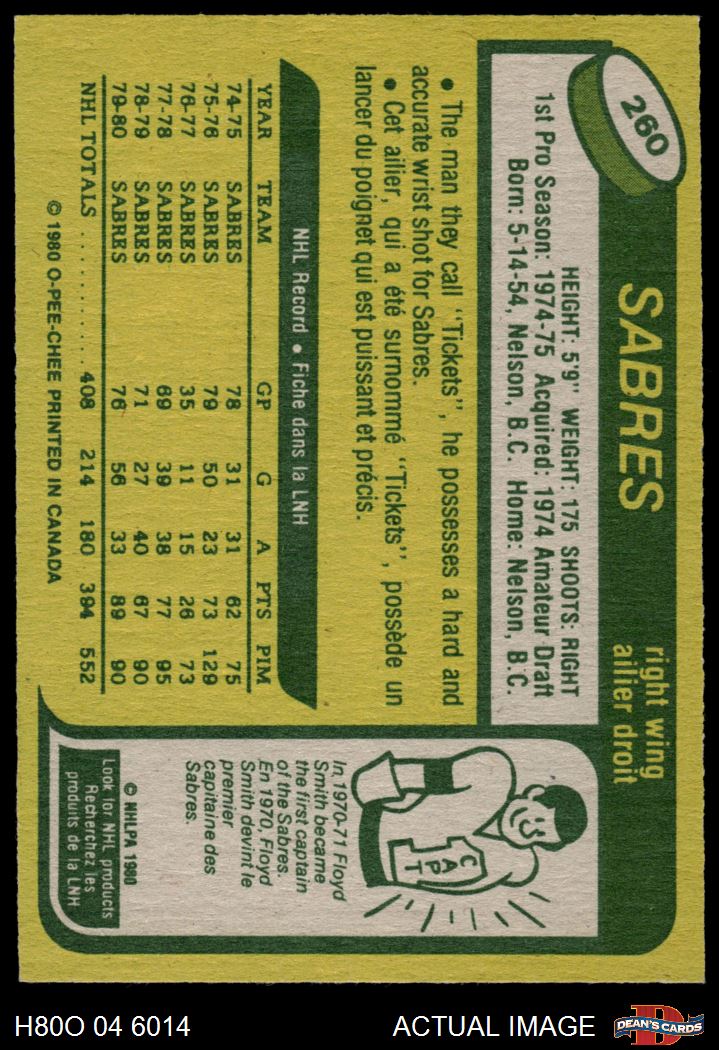 260
SABRES
right wing
ailier droit
HEIGHT: 5'9" WEIGHT: 175 SHOOTS: RIGHT
1st Pro Season: 1974-75 Acquired: 1974 Amateur Draft
Born: 5-14-54, Nelson, B.C. Home: Nelson, B.C.
• The man they call "Tickets", he possesses a hard and
accurate wrist shot for Sabres.
• Cet ailier, qui a été surnommé "Tickets", possède un
lancer du poignet qui est puissant et précis.
NHL Record • Fiche dans la LNH
YEAR TEAM GP G A PTS PIM
74-75 SABRES 78 31 31 62 75
75-76 SABRES 79 50 23 73 129
76-77 SABRES 35 11 15 26 73
77-78 SABRES 69 39 38 77 95
78-79 SABRES 71 27 40 67 90
79-80 SABRES 76 56 33 89 90
NHL TOTALS .......... 408 214 180 394 552
© 1980 O-PEE-CHEE PRINTED IN CANADA
CAPT
In 1970-71 Floyd
Smith became
the first captain
of the Sabres.
En 1970, Floyd
Smith devint le
premier
capitaine des
Sabres.
© NHLPA 1980
Look for NHL products
Recherchez les
produits de la LNH
H80O 04 6014
ACTUAL IMAGE
D
DEAN'S CARDS